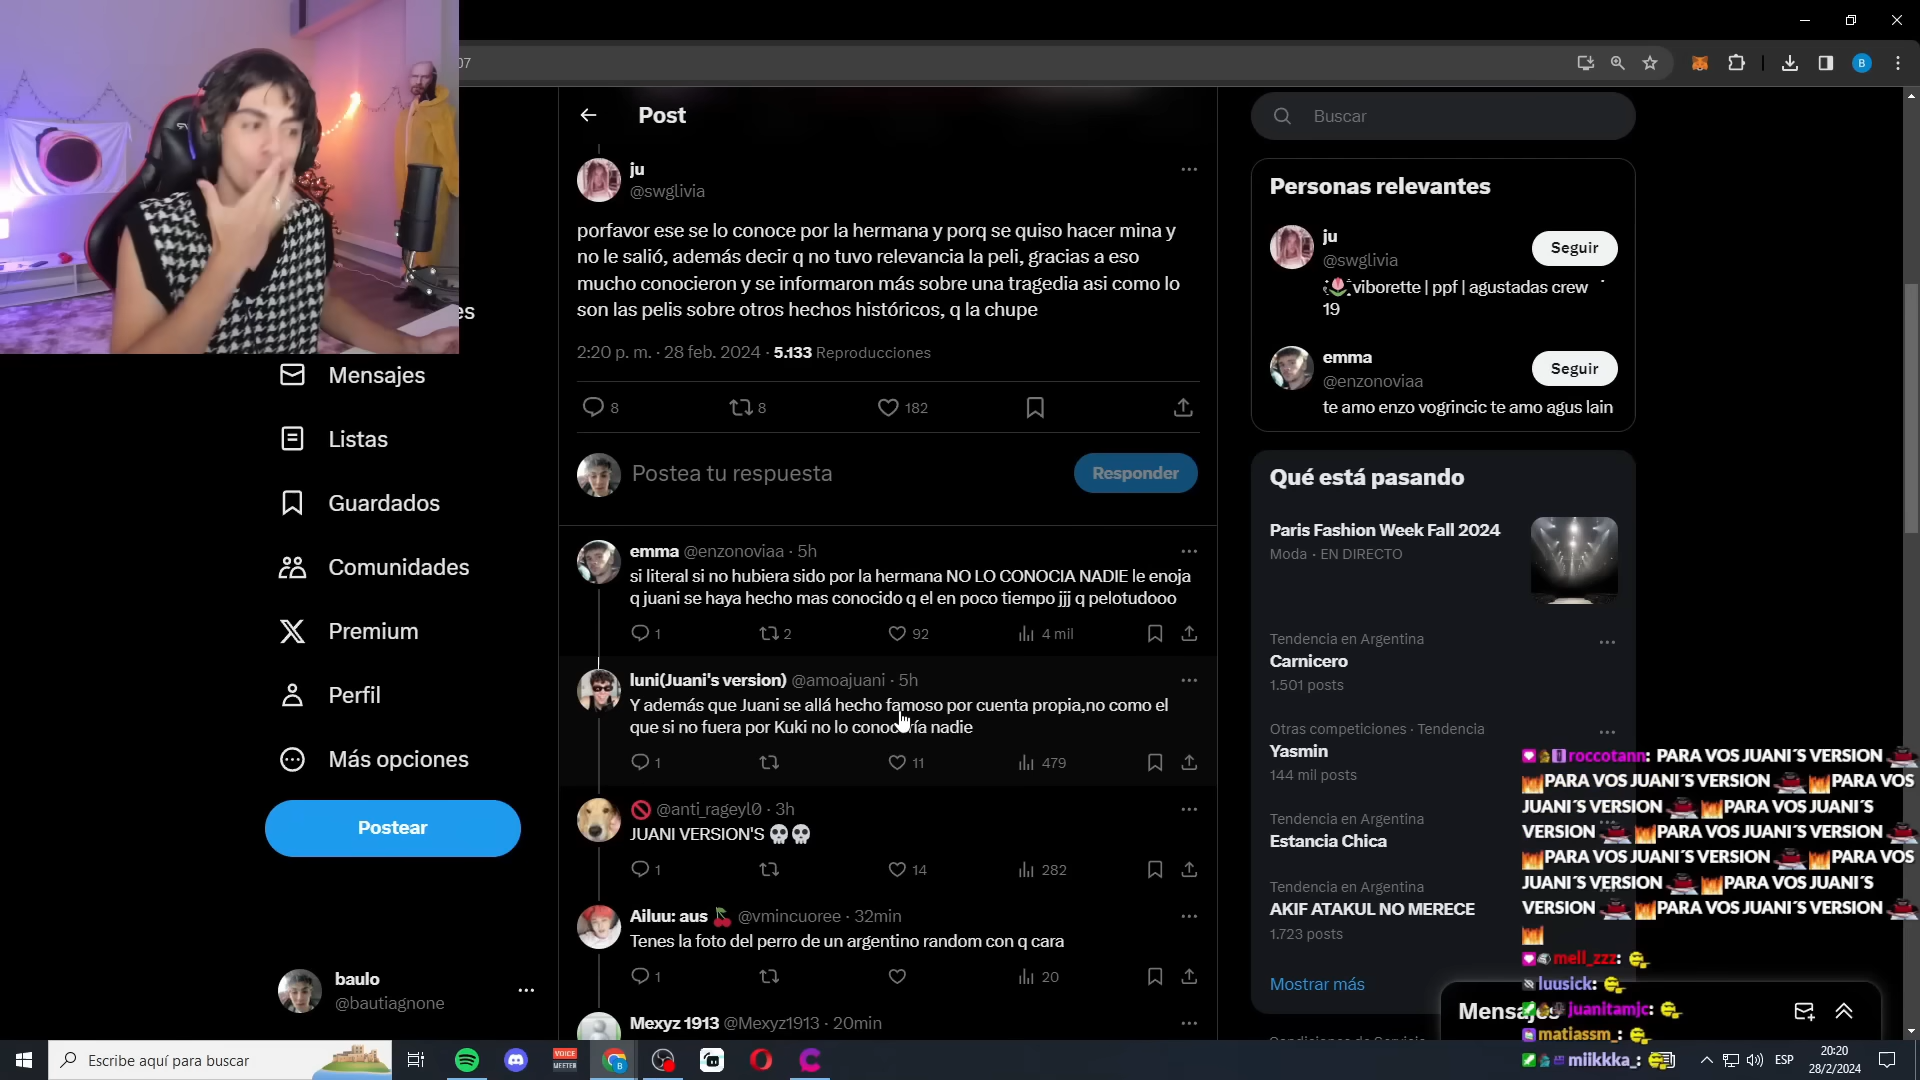 07
Post
Buscar
ju
@swglivia
porfavor ese se lo conoce por la hermana y porq se quiso hacer mina y
no le salió, además decir q no tuvo relevancia la peli, gracias a eso
mucho conocieron y se informaron más sobre una tragedia asi como lo
son las pelis sobre otros hechos históricos, q la chupe
2:20 p. m. · 28 feb. 2024 · 5.133 Reproducciones
8
8
182
Postea tu respuesta
Responder
emma @enzonoviaa · 5h
si literal si no hubiera sido por la hermana NO LO CONOCIA NADIE le enoja
q juani se haya hecho mas conocido q el en poco tiempo jjj q pelotudooo
1
2
92
4 mil
luni(Juani's version) @amoajuani · 5h
Y además que Juani se allá hecho famoso por cuenta propia,no como el
que si no fuera por Kuki no lo conocería nadie
1
11
479
🚫 @anti_rageyl0 · 3h
JUANI VERSION'S 💀💀
1
14
282
Ailuu: aus 🍒 @vmincuoree · 32min
Tenes la foto del perro de un argentino random con q cara
1
20
Mexyz 1913 @Mexyz1913 · 20min
es
Mensajes
Listas
Guardados
Comunidades
Premium
Perfil
Más opciones
Postear
baulo
@bautiagnone
Personas relevantes
ju
@swglivia
Seguir
viborette | ppf | agustadas crew
19
emma
@enzonoviaa
Seguir
te amo enzo vogrincic te amo agus lain
Qué está pasando
Paris Fashion Week Fall 2024
Moda · EN DIRECTO
Tendencia en Argentina
Carnicero
1.501 posts
Otras competiciones · Tendencia
Yasmin
144 mil posts
Tendencia en Argentina
Estancia Chica
Tendencia en Argentina
AKIF ATAKUL NO MERECE
1.723 posts
Mostrar más
Mensajes
roccotann: PARA VOS JUANI´S VERSION
PARA VOS JUANI´S VERSION PARA VOS
JUANI´S VERSION PARA VOS JUANI´S
VERSION PARA VOS JUANI´S VERSION
PARA VOS JUANI´S VERSION PARA VOS
JUANI´S VERSION PARA VOS JUANI´S
VERSION PARA VOS JUANI´S VERSION
mell_zzz:
luusick:
juanitamjc:
matiassm_:
miikkka_:
Escribe aquí para buscar
VOICE
MEETER
B
B
ESP
20:20
28/2/2024